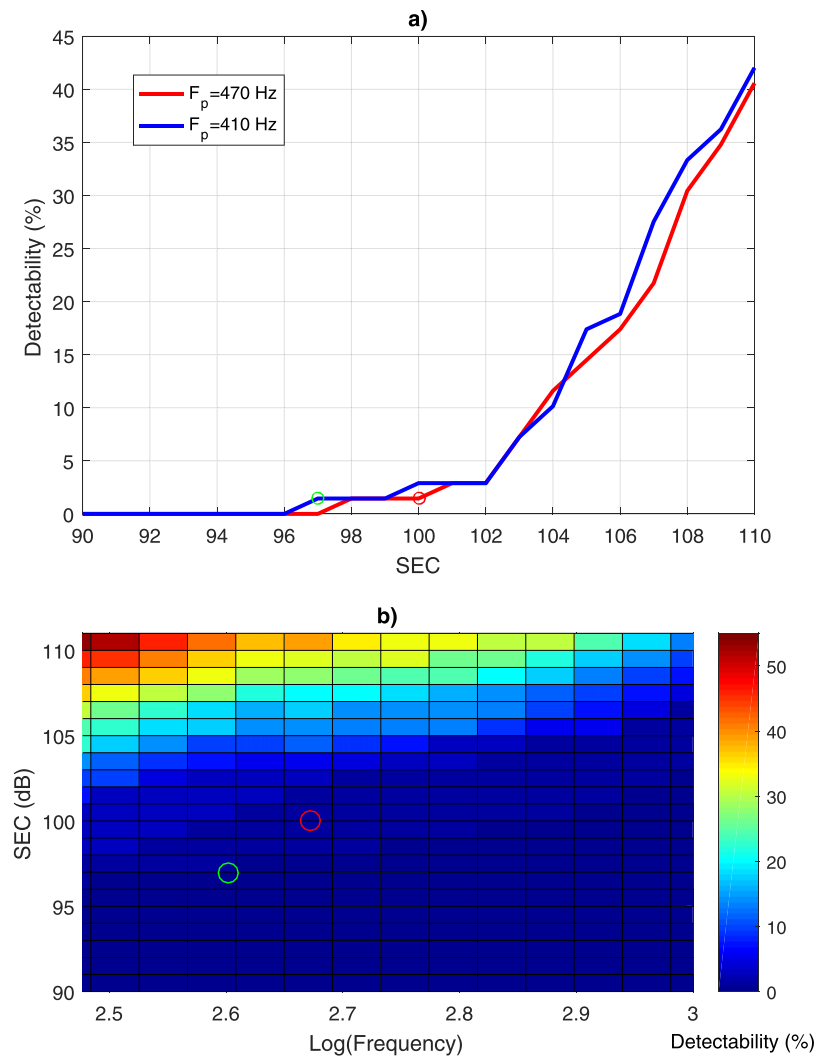 a)
45
40
35
30
25
20
15
10
5
0
Detectability (%)
F_p=470 Hz
F_p=410 Hz
90 92 94 96 98 100 102 104 106 108 110
SEC
b)
110
105
100
95
90
SEC (dB)
2.5 2.6 2.7 2.8 2.9 3
Log(Frequency)
50
40
30
20
10
0
Detectability (%)